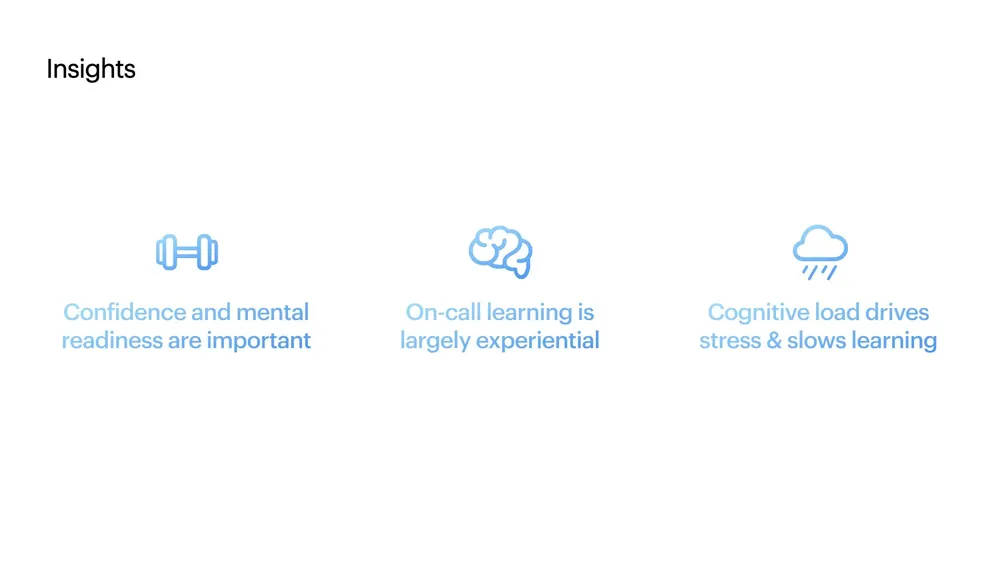 Insights
Confidence and mental
readiness are important
On-call learning is
largely experiential
Cognitive load drives
stress & slows learning